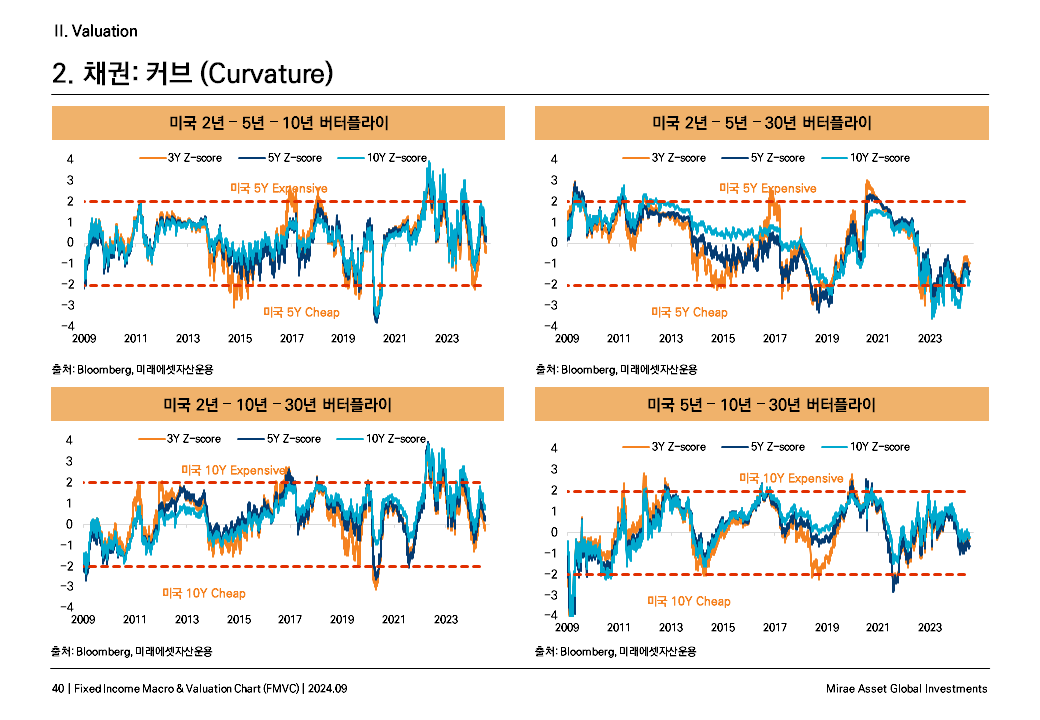 II. Valuation
2. 채권: 커브 (Curvature)
미국 2년 – 5년 – 10년 버터플라이
3Y Z-score 5Y Z-score 10Y Z-score
미국 5Y Expensive
미국 5Y Cheap
4
3
2
1
0
-1
-2
-3
-4
2009 2011 2013 2015 2017 2019 2021 2023
출처: Bloomberg, 미래에셋자산운용
미국 2년 – 5년 – 30년 버터플라이
3Y Z-score 5Y Z-score 10Y Z-score
미국 5Y Expensive
미국 5Y Cheap
4
3
2
1
0
-1
-2
-3
-4
2009 2011 2013 2015 2017 2019 2021 2023
출처: Bloomberg, 미래에셋자산운용
미국 2년 – 10년 – 30년 버터플라이
3Y Z-score 5Y Z-score 10Y Z-score
미국 10Y Expensive
미국 10Y Cheap
4
3
2
1
0
-1
-2
-3
-4
2009 2011 2013 2015 2017 2019 2021 2023
출처: Bloomberg, 미래에셋자산운용
미국 5년 – 10년 – 30년 버터플라이
3Y Z-score 5Y Z-score 10Y Z-score
미국 10Y Expensive
미국 10Y Cheap
4
3
2
1
0
-1
-2
-3
-4
2009 2011 2013 2015 2017 2019 2021 2023
출처: Bloomberg, 미래에셋자산운용
40 | Fixed Income Macro & Valuation Chart (FMVC) | 2024.09
Mirae Asset Global Investments